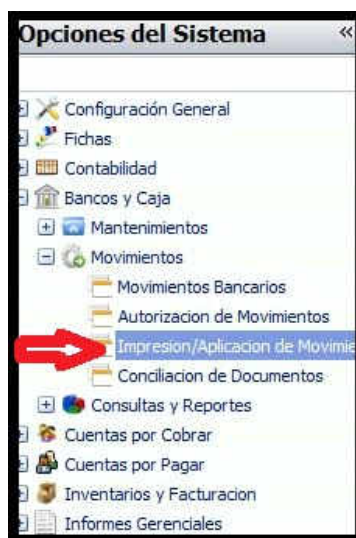 Opciones del Sistema «
Configuración General
Fichas
Contabilidad
Bancos y Caja
Mantenimientos
Movimientos
Movimientos Bancarios
Autorizacion de Movimientos
Impresion/Aplicacion de Movimie
Conciliacion de Documentos
Consultas y Reportes
Cuentas por Cobrar
Cuentas por Pagar
Inventarios y Facturacion
Informes Gerenciales